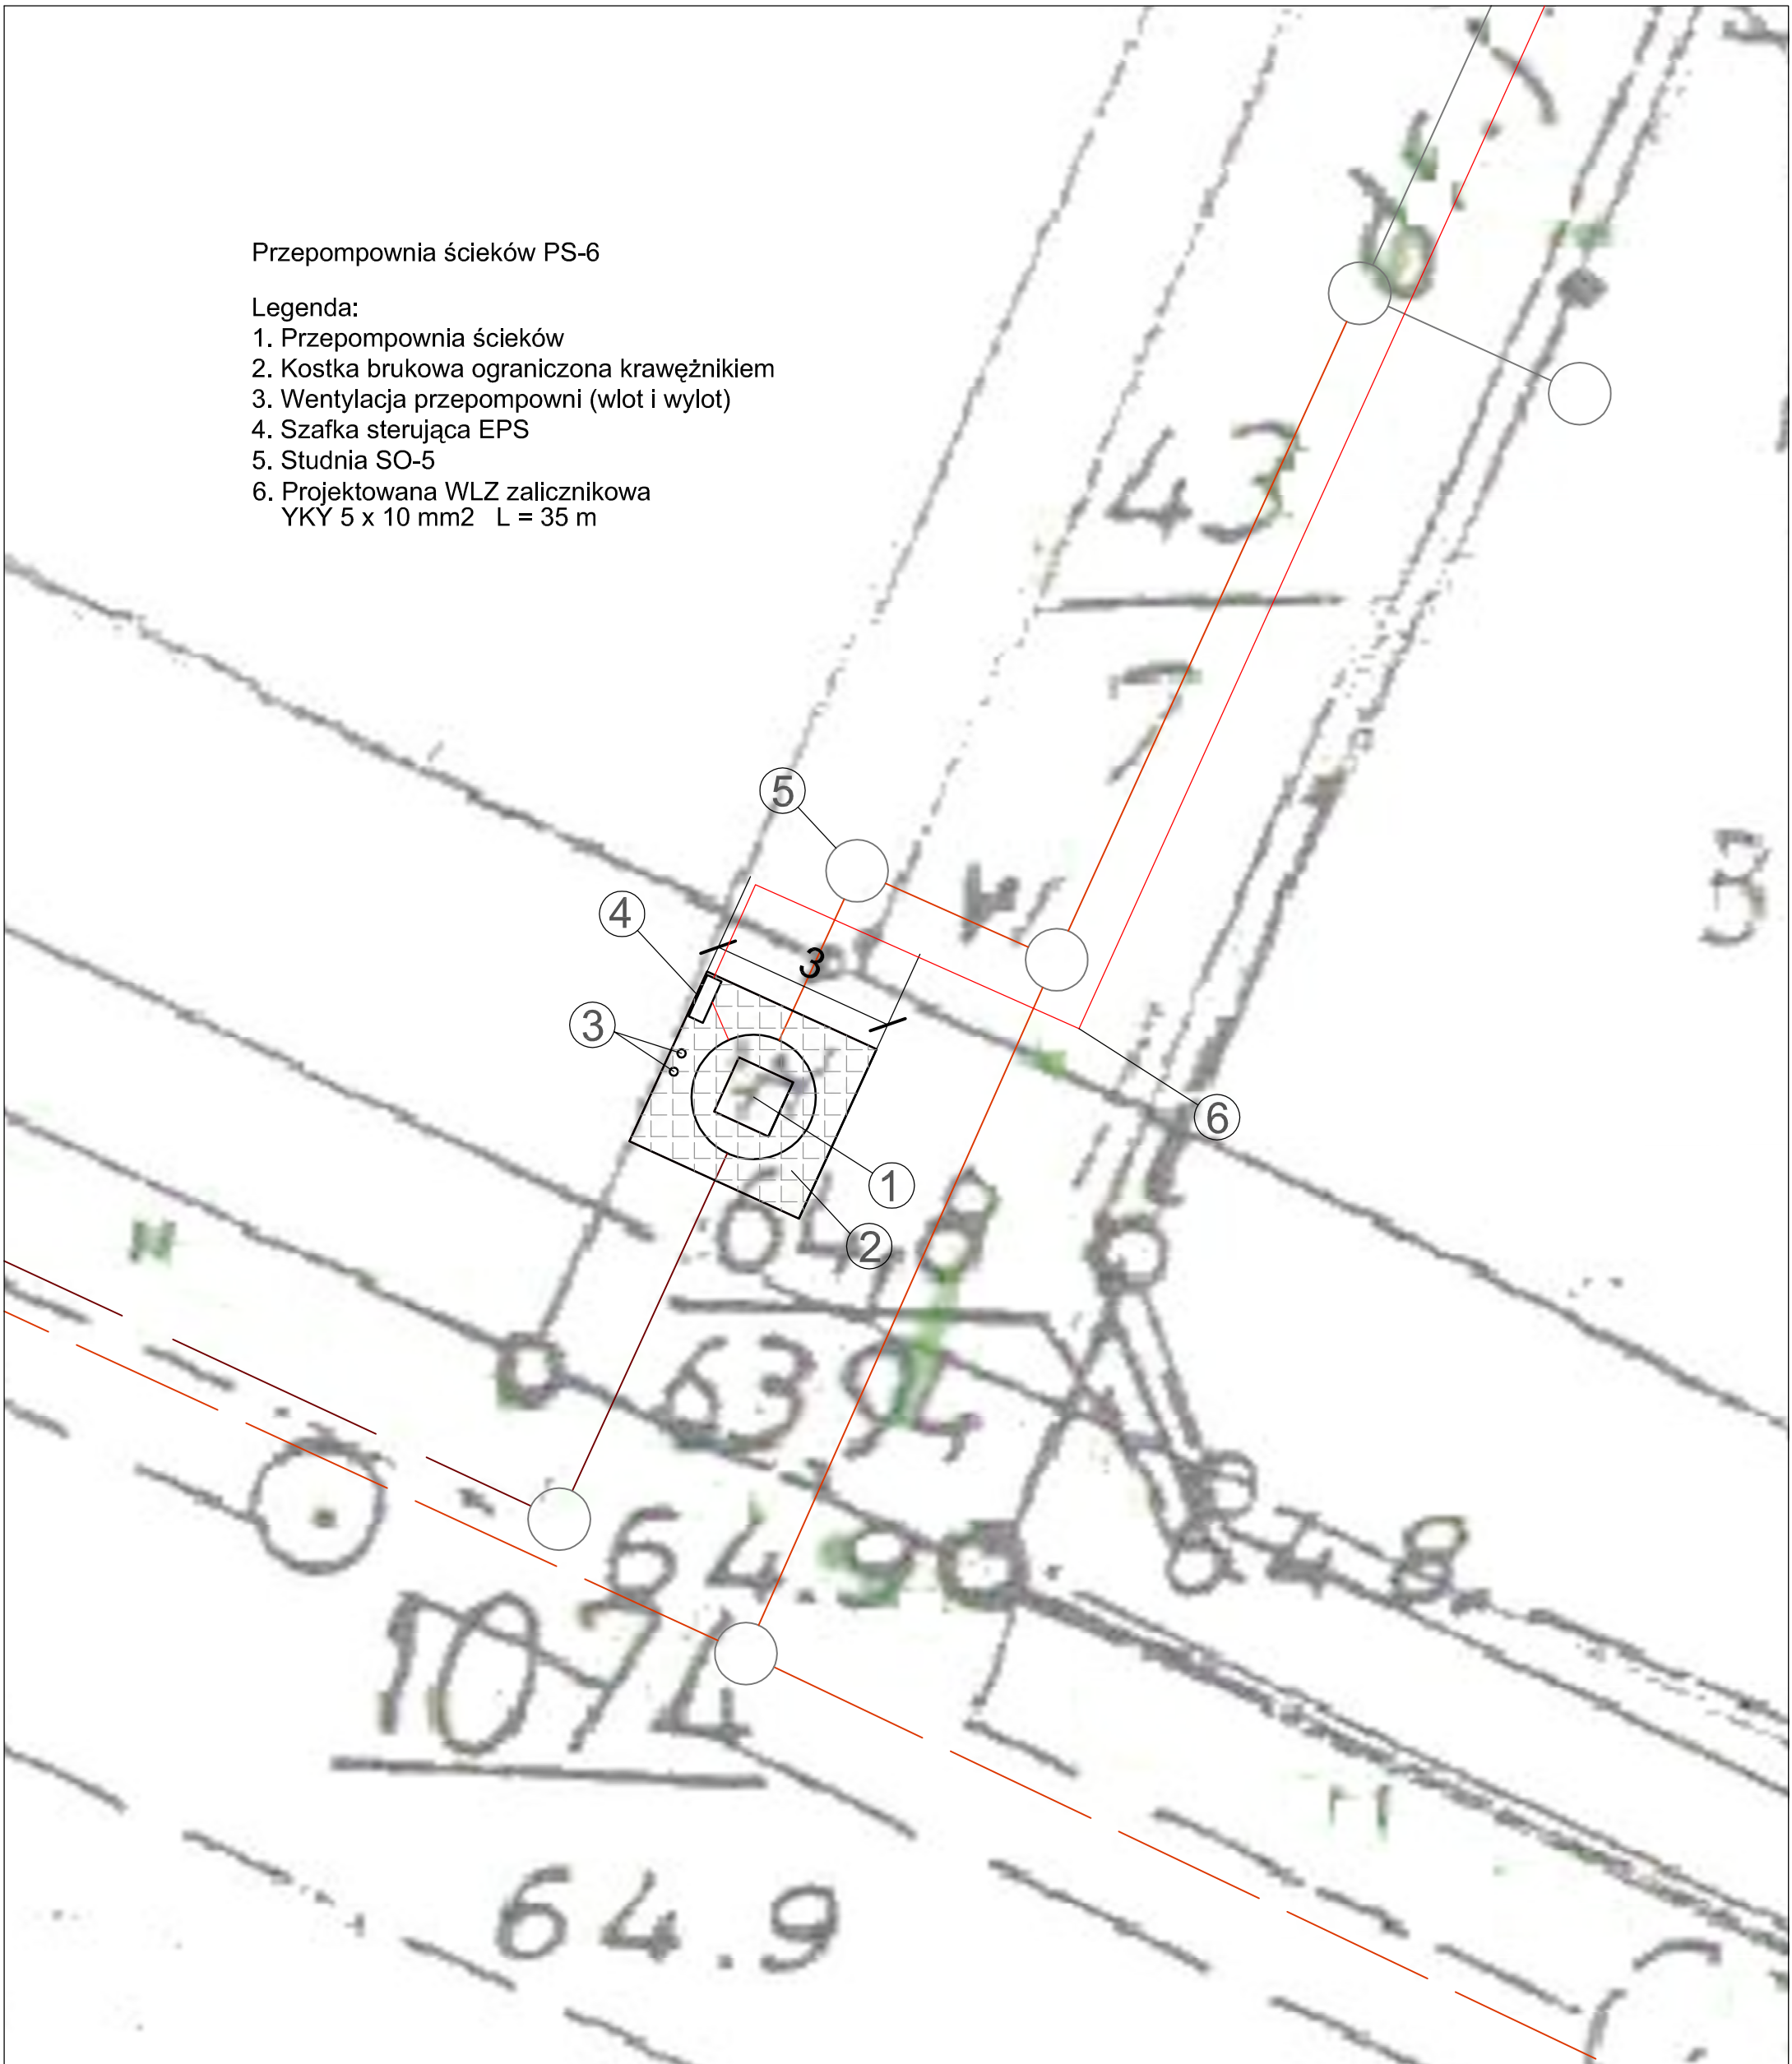 Przepompownia ścieków PS-6
Legenda:
1. Przepompownia ścieków
2. Kostka brukowa ograniczona krawężnikiem
3. Wentylacja przepompowni (wlot i wylot)
4. Szafka sterująca EPS
5. Studnia SO-5
6. Projektowana WLZ zalicznikowa
YKY 5 x 10 mm2   L = 35 m
43
7
5
4
3
3
6
1
2
3
64.9
1074
64.9